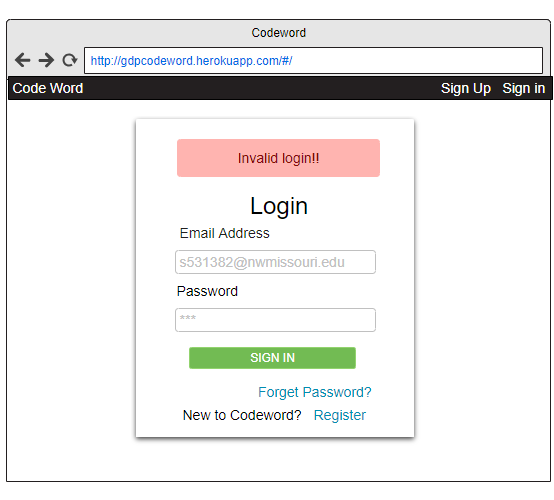 Codeword
http://gdpcodeword.herokuapp.com/#/
Code Word Sign Up Sign in
Invalid login!!
Login
Email Address
s531382@nwmissouri.edu
Password
***
SIGN IN
Forget Password?
New to Codeword? Register